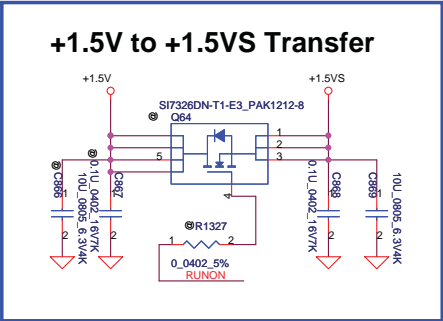 +1.5V to +1.5VS Transfer
+1.5V
+1.5VS
SI7326DN-T1-E3_PAK1212-8
@ Q64
5
1
2
3
4
@
C866
1
2
10U_0805_6.3V4K
@
C867
1
2
0.1U_0402_16V7K
C868
1
2
0.1U_0402_16V7K
C869
1
2
10U_0805_6.3V4K
@R1327
1 2
0_0402_5%
RUNON